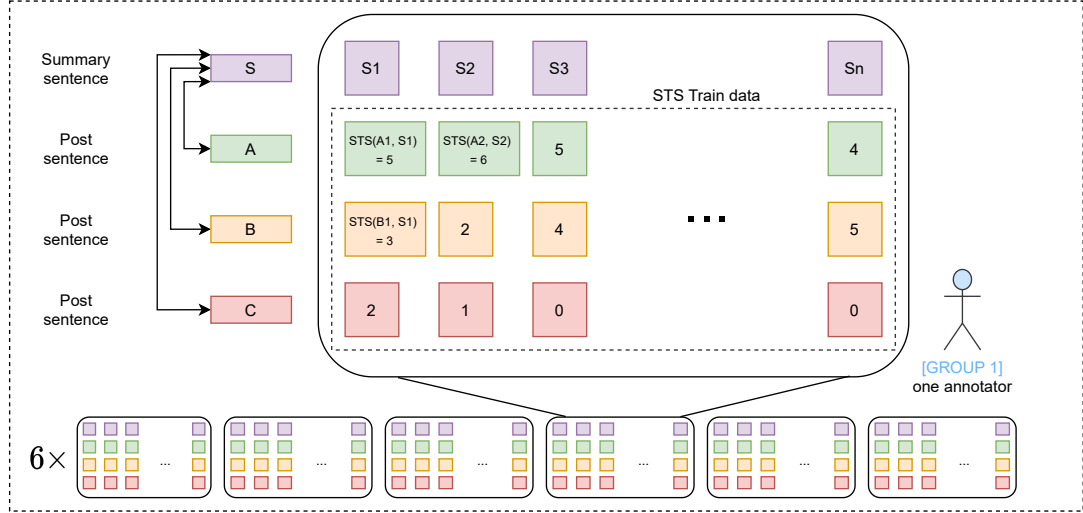 Summary
sentence
S
S1
S2
S3
Sn
STS Train data
Post
sentence
A
STS(A1, S1)
= 5
STS(A2, S2)
= 6
5
4
Post
sentence
B
STS(B1, S1)
= 3
2
4
...
5
Post
sentence
C
2
1
0
0
[GROUP 1]
one annotator
6×
...
...
...
...
...
...